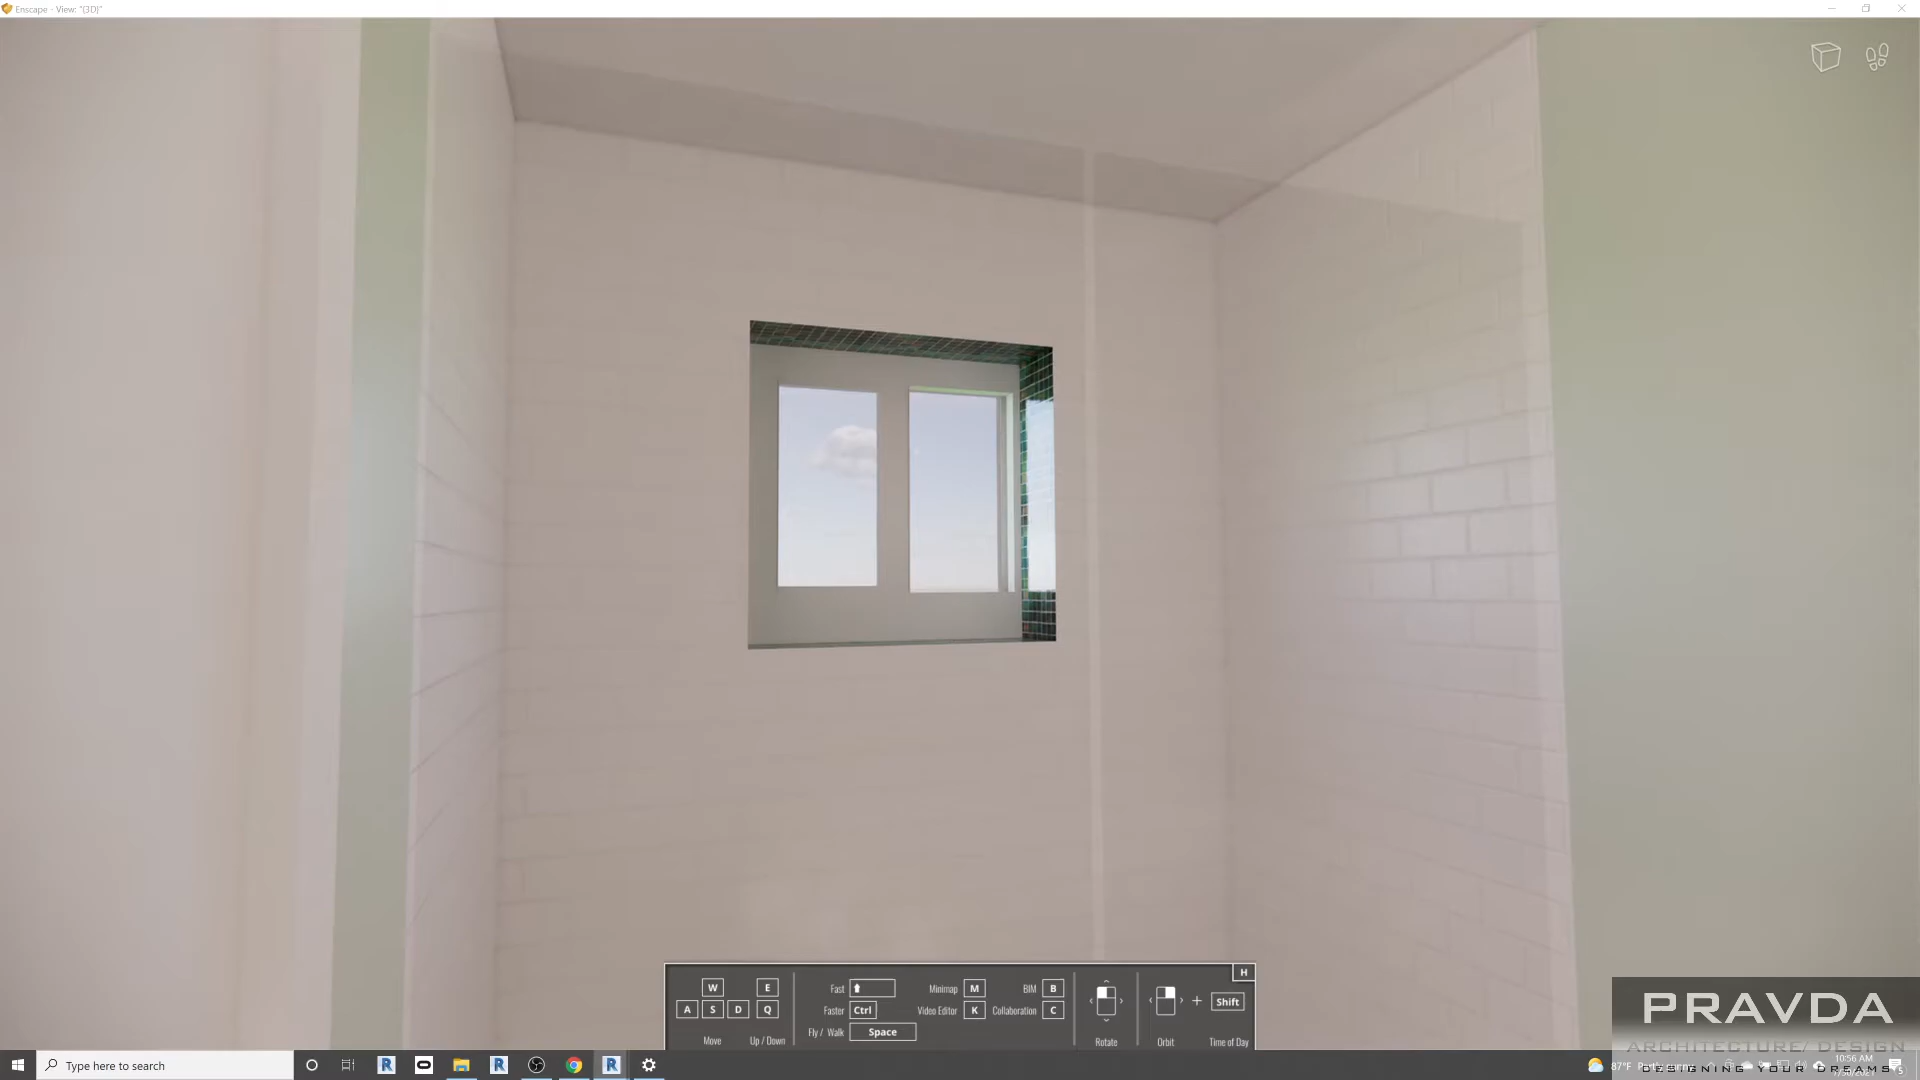 Enscape - View: "{3D}"
H
W
E
Fast
Minimap
M
BIM
B
A
S
D
Q
Faster
Ctrl
Video Editor
K
Collaboration
C
+
Shift
Fly / Walk
Space
Move
Up / Down
Rotate
Orbit
Time of Day
PRAVDA
ARCHITECTURE/ DESIGN
DESIGNING YOUR DREAMS
Type here to search
87°F
10:56 AM